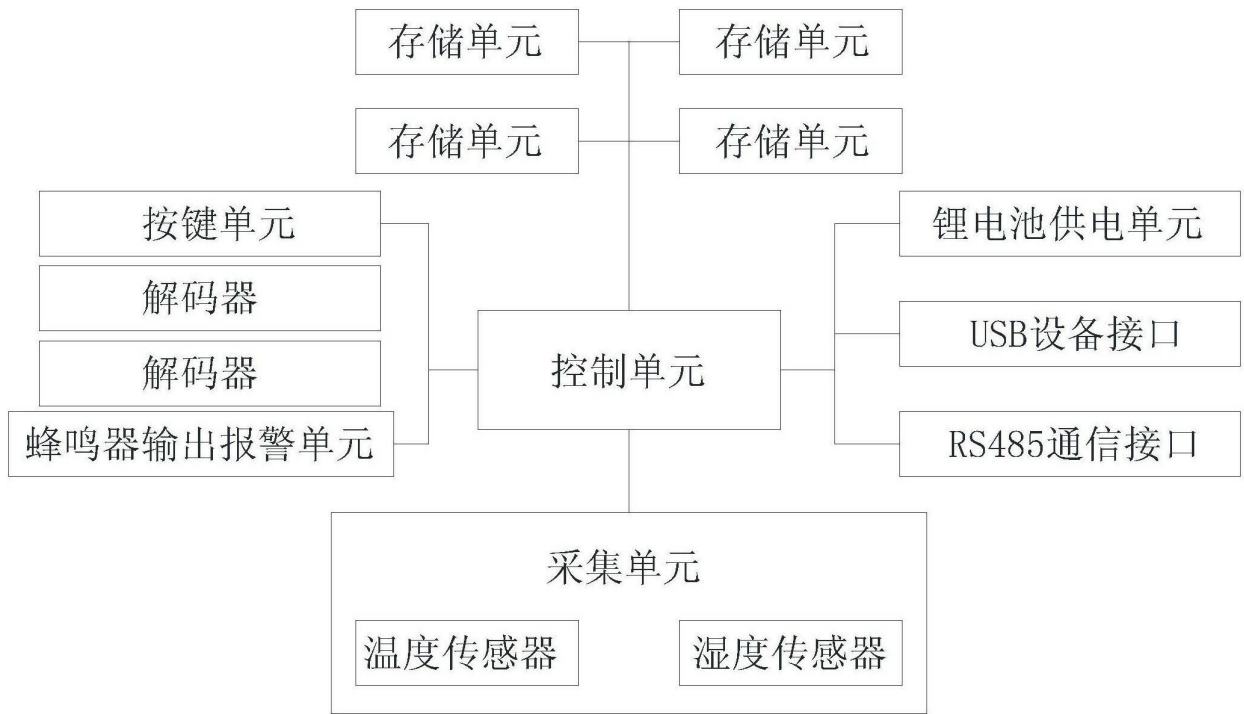 存储单元
存储单元
存储单元
存储单元
按键单元
锂电池供电单元
解码器
USB设备接口
解码器
控制单元
蜂鸣器输出报警单元
RS485通信接口
采集单元
温度传感器
湿度传感器